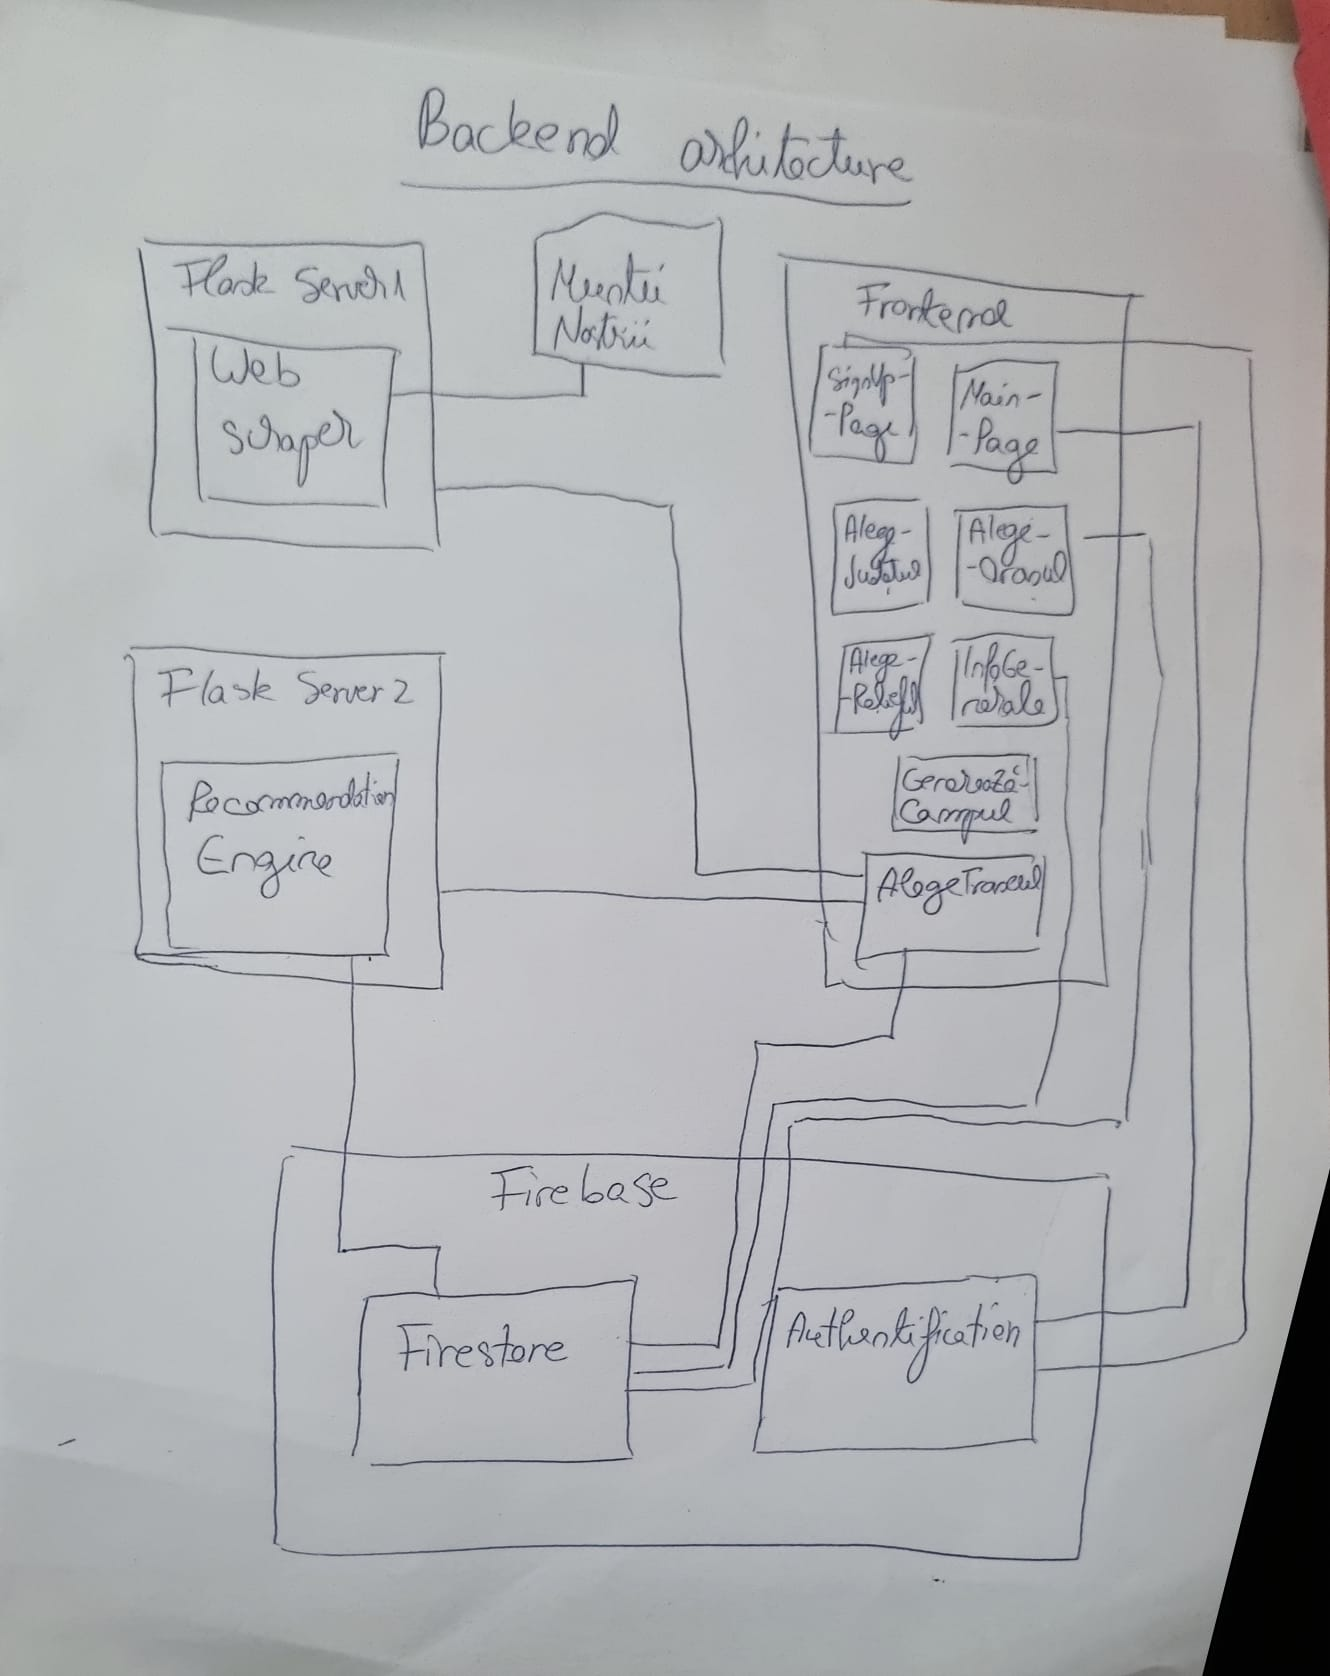 Backend arhitecture
Flask Server1
Web
scraper
Muntii
Nostrii
Frontend
SignUp-
-Page
Main-
-Page
Alege-
Judetul
Alege-
-Orasul
Alege-
-Relieful
InfoGe-
nerale
Generează-
Campul
AlegeTraseul
Flask Server 2
Recommendation
Engine
Firebase
Firestore
Authentification